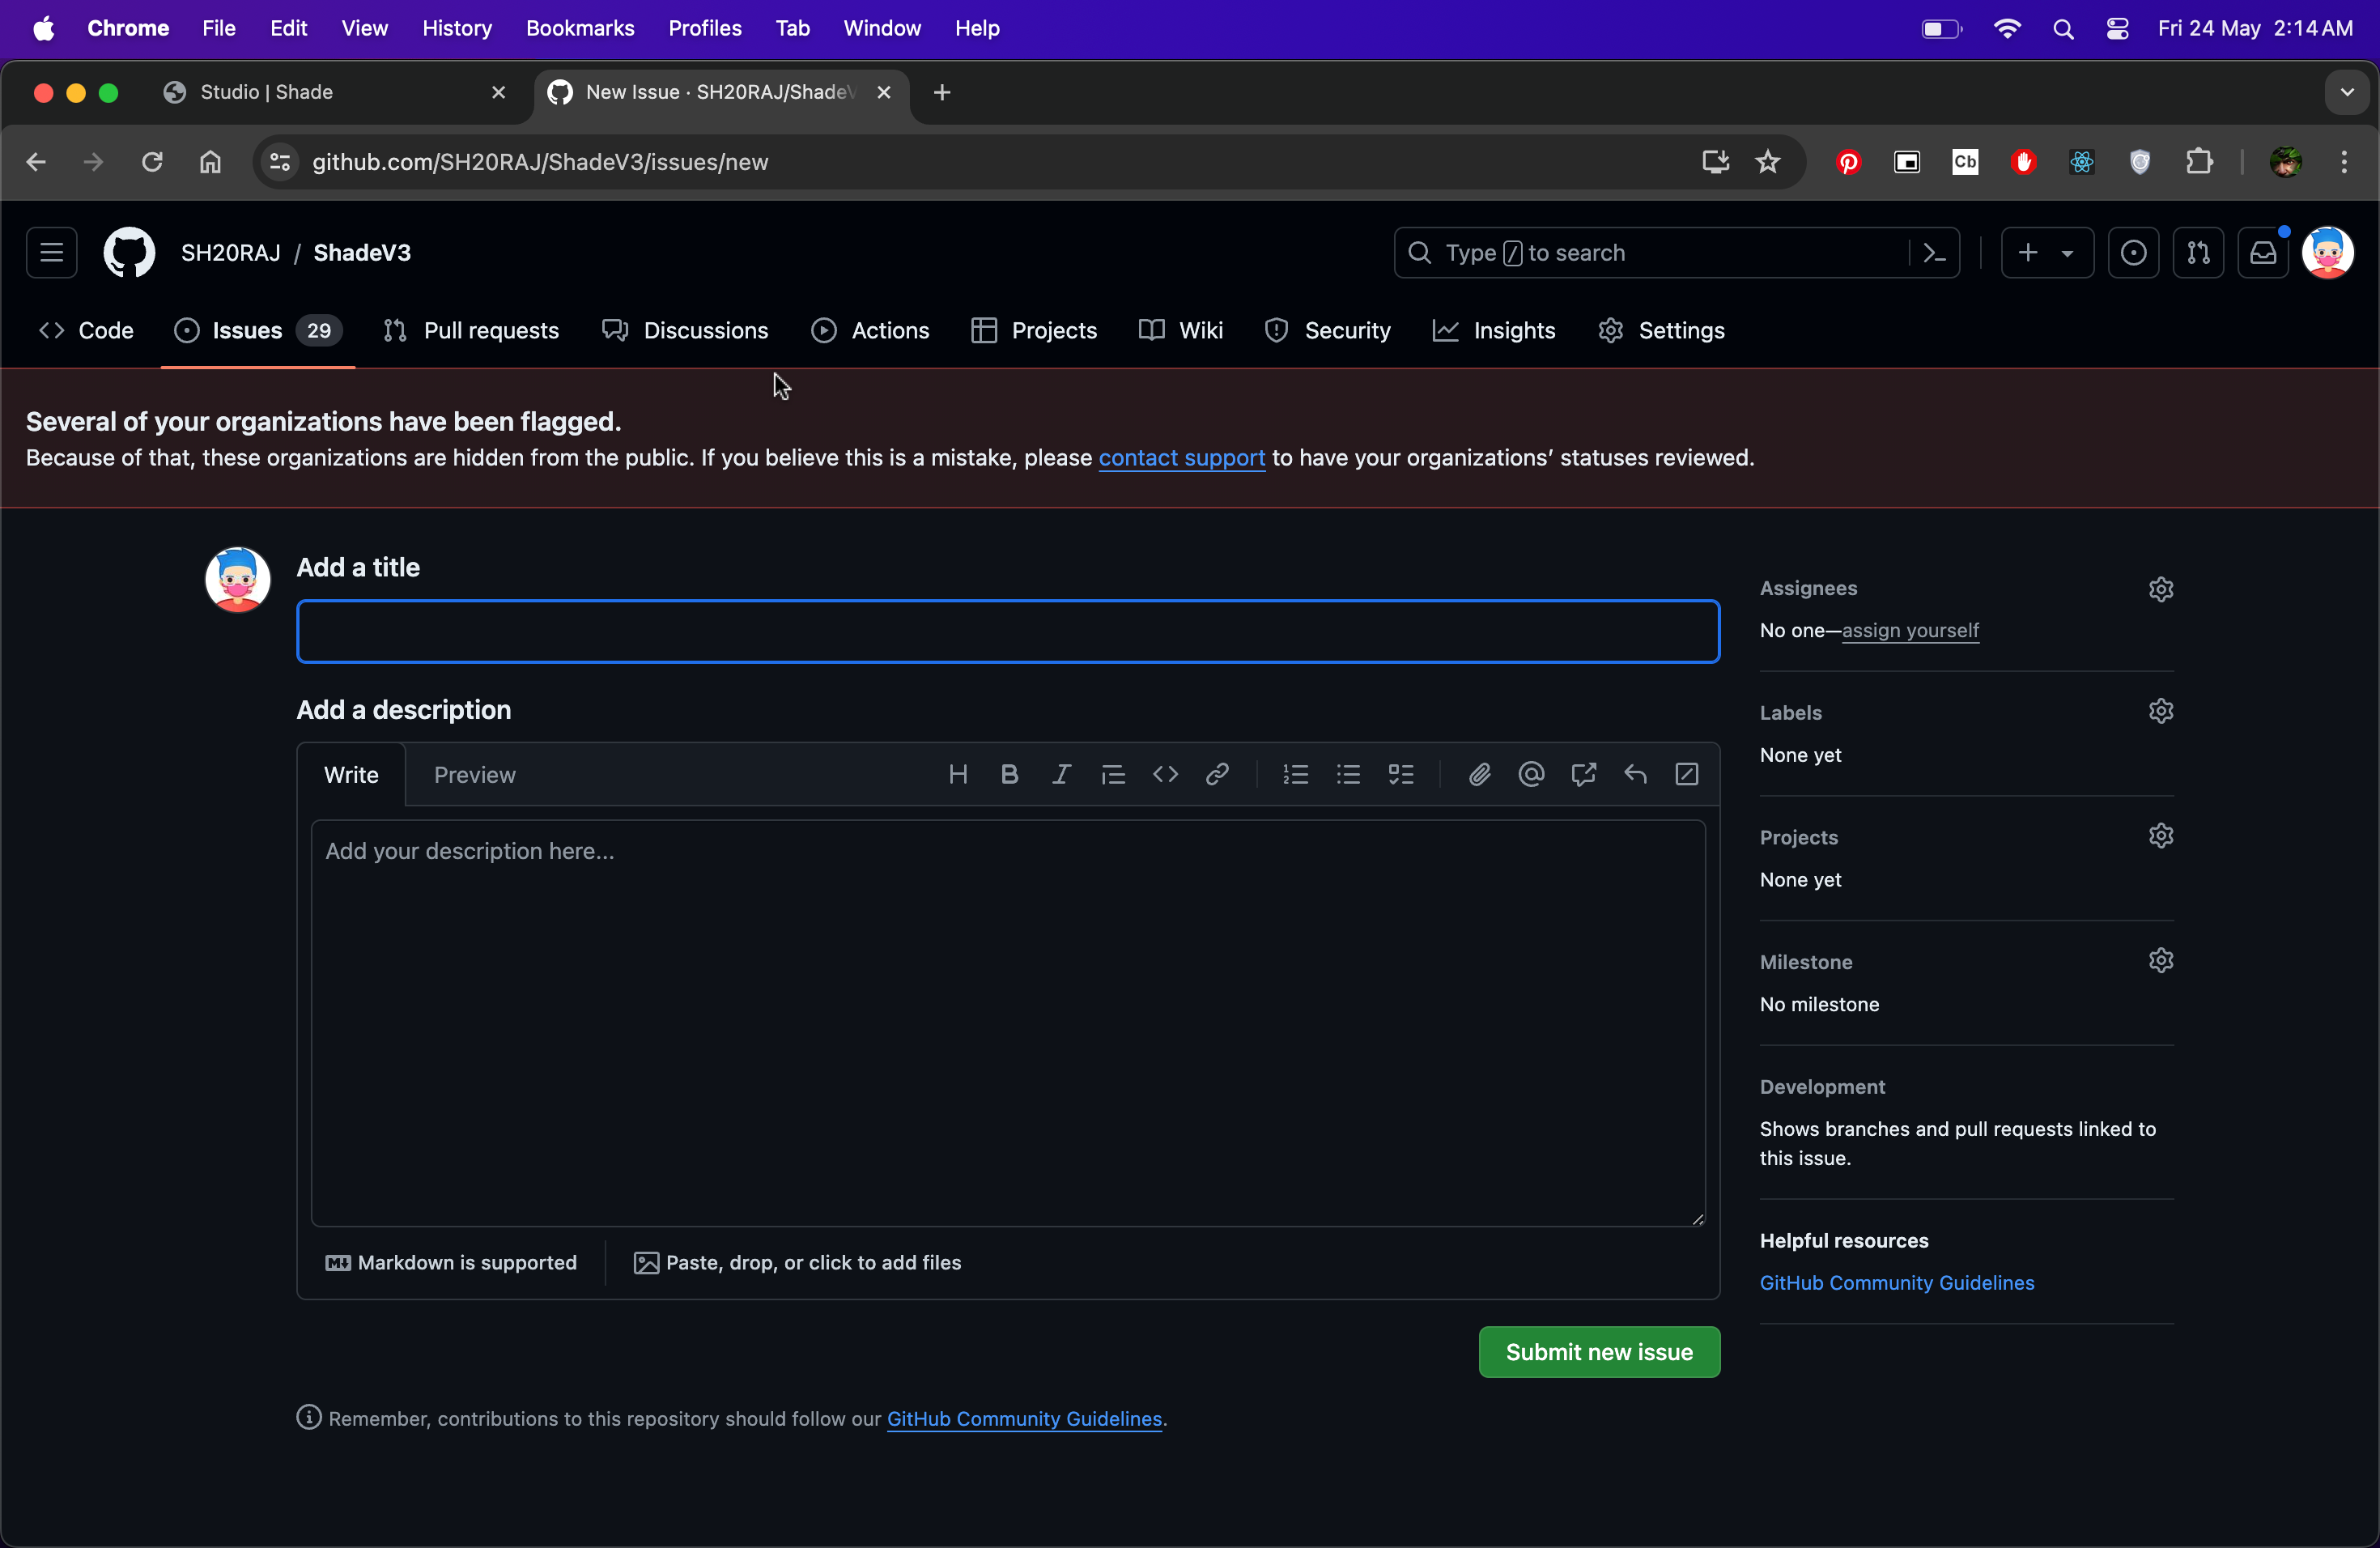 Chrome File Edit View History Bookmarks Profiles Tab Window Help Fri 24 May 2:14 AM
Studio | Shade New Issue · SH20RAJ/Shade
github.com/SH20RAJ/ShadeV3/issues/new Cb
SH20RAJ / ShadeV3 Type / to search
Code Issues 29 Pull requests Discussions Actions Projects Wiki Security Insights Settings
Several of your organizations have been flagged.
Because of that, these organizations are hidden from the public. If you believe this is a mistake, please contact support to have your organizations’ statuses reviewed.
Add a title
Add a description
Write Preview
Add your description here...
Markdown is supported Paste, drop, or click to add files
Submit new issue
Remember, contributions to this repository should follow our GitHub Community Guidelines.
Assignees
No one—assign yourself
Labels
None yet
Projects
None yet
Milestone
No milestone
Development
Shows branches and pull requests linked to
this issue.
Helpful resources
GitHub Community Guidelines